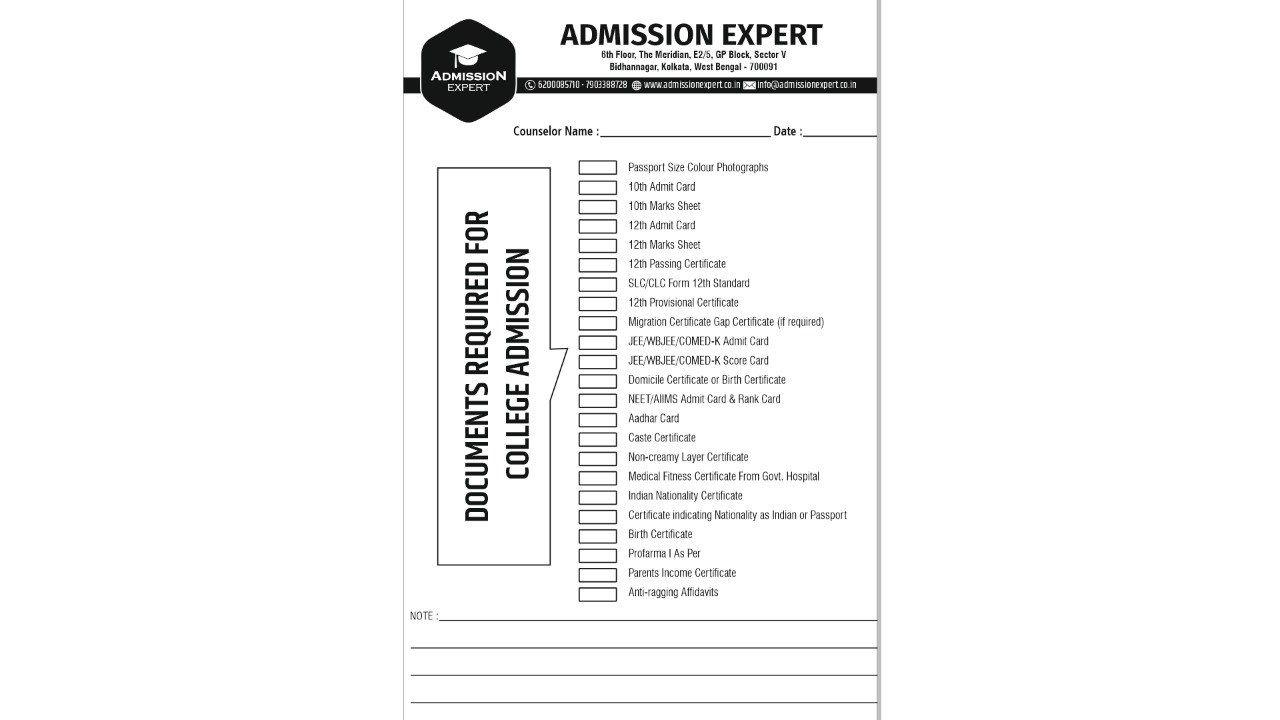 ADMISSION EXPERT
6th Floor, The Meridian, E2/5, GP Block, Sector V
Bidhannagar, Kolkata, West Bengal - 700091
ADMISSION
EXPERT
6200085710 - 7903388728 www.admissionexpert.co.in info@admissionexpert.co.in
Counselor Name : Date :
DOCUMENTS REQUIRED FOR
COLLEGE ADMISSION
Passport Size Colour Photographs
10th Admit Card
10th Marks Sheet
12th Admit Card
12th Marks Sheet
12th Passing Certificate
SLC/CLC Form 12th Standard
12th Provisional Certificate
Migration Certificate Gap Certificate (if required)
JEE/WBJEE/COMED-K Admit Card
JEE/WBJEE/COMED-K Score Card
Domicile Certificate or Birth Certificate
NEET/AIIMS Admit Card & Rank Card
Aadhar Card
Caste Certificate
Non-creamy Layer Certificate
Medical Fitness Certificate From Govt. Hospital
Indian Nationality Certificate
Certificate indicating Nationality as Indian or Passport
Birth Certificate
Profarma I As Per
Parents Income Certificate
Anti-ragging Affidavits
NOTE :